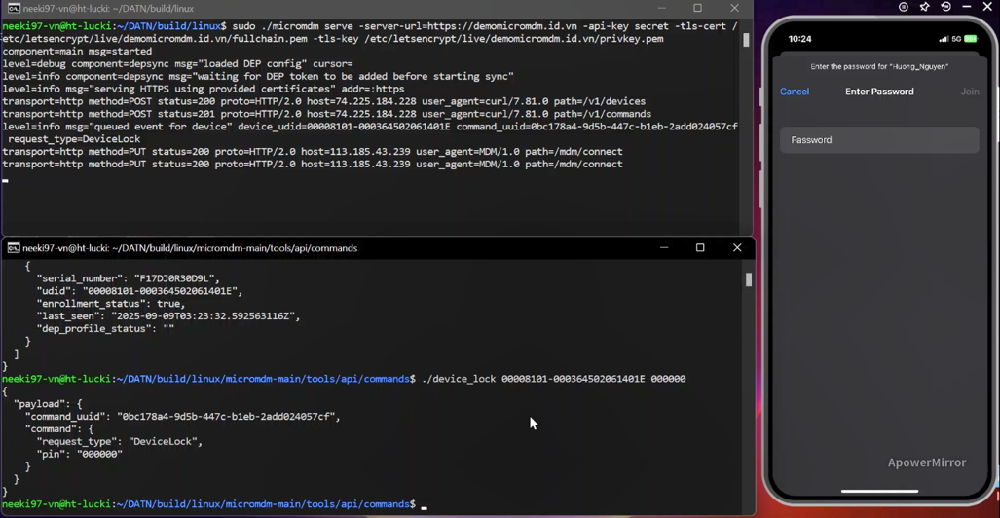 neeki97-vn@ht-lucki: ~/DATN/build/linux
neeki97-vn@ht-lucki:~/DATN/build/linux$ sudo ./micromdm serve -server-url=https://demomicromdm.id.vn -api-key secret -tls-cert /
etc/letsencrypt/live/demomicromdm.id.vn/fullchain.pem -tls-key /etc/letsencrypt/live/demomicromdm.id.vn/privkey.pem
component=main msg=started
level=debug component=depsync msg="loaded DEP config" cursor=
level=info component=depsync msg="waiting for DEP token to be added before starting sync"
level=info msg="serving HTTPS using provided certificates" addr=:https
transport=http method=POST status=200 proto=HTTP/2.0 host=74.225.184.228 user_agent=curl/7.81.0 path=/v1/devices
transport=http method=POST status=201 proto=HTTP/2.0 host=74.225.184.228 user_agent=curl/7.81.0 path=/v1/commands
level=info msg="queued event for device" device_udid=00008101-000364502061401E command_uuid=0bc178a4-9d5b-447c-b1eb-2add024057cf
request_type=DeviceLock
transport=http method=PUT status=200 proto=HTTP/2.0 host=113.185.43.239 user_agent=MDM/1.0 path=/mdm/connect
transport=http method=PUT status=200 proto=HTTP/2.0 host=113.185.43.239 user_agent=MDM/1.0 path=/mdm/connect
neeki97-vn@ht-lucki: ~/DATN/build/linux/micromdm-main/tools/api/commands
{
"serial_number": "F17DJ0R30D9L",
"udid": "00008101-000364502061401E",
"enrollment_status": true,
"last_seen": "2025-09-09T03:23:32.592563116Z",
"dep_profile_status": ""
}
]
}
neeki97-vn@ht-lucki:~/DATN/build/linux/micromdm-main/tools/api/commands$ ./device_lock 00008101-000364502061401E 000000
{
"payload": {
"command_uuid": "0bc178a4-9d5b-447c-b1eb-2add024057cf",
"command": {
"request_type": "DeviceLock",
"pin": "000000"
}
}
}
neeki97-vn@ht-lucki:~/DATN/build/linux/micromdm-main/tools/api/commands$
10:24
5G
Enter the password for "Huong_Nguyen"
Cancel Enter Password Join
Password
ApowerMirror